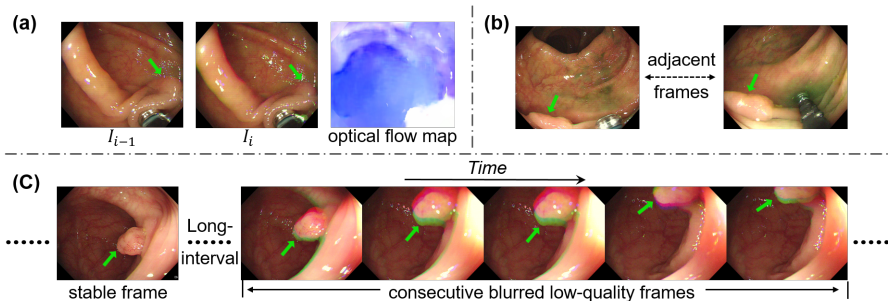 (a)
I_{i-1}
I_i
optical flow map
(b)
adjacent
frames
(C)
Time
Long-
interval
stable frame
consecutive blurred low-quality frames